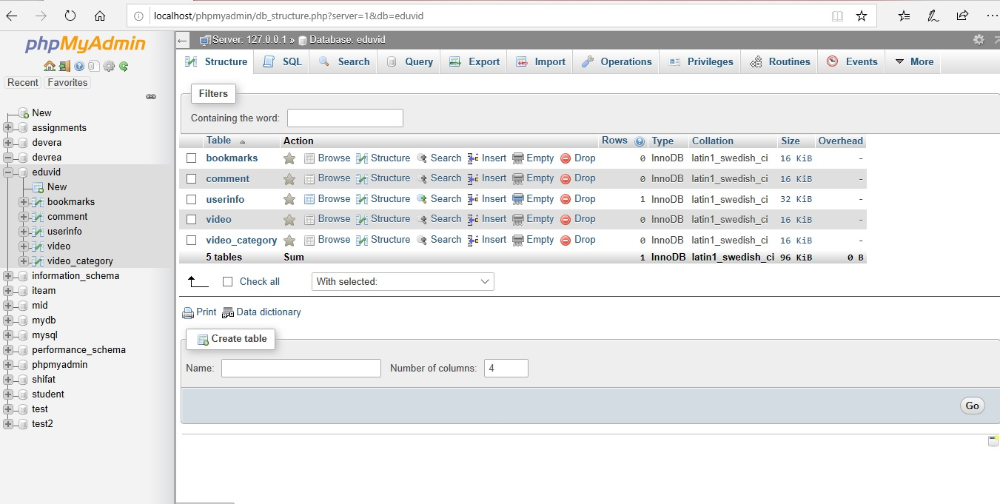 localhost/phpmyadmin/db_structure.php?server=1&db=eduvid
phpMyAdmin
Recent Favorites
New
assignments
devera
devrea
eduvid
New
bookmarks
comment
userinfo
video
video_category
information_schema
iteam
mid
mydb
mysql
performance_schema
phpmyadmin
shifat
student
test
test2
Server: 127.0.0.1 » Database: eduvid
Structure SQL Search Query Export Import Operations Privileges Routines Events More
Filters
Containing the word:
Table Action Rows Type Collation Size Overhead
bookmarks Browse Structure Search Insert Empty Drop 0 InnoDB latin1_swedish_ci 16 KiB -
comment Browse Structure Search Insert Empty Drop 0 InnoDB latin1_swedish_ci 16 KiB -
userinfo Browse Structure Search Insert Empty Drop 1 InnoDB latin1_swedish_ci 32 KiB -
video Browse Structure Search Insert Empty Drop 0 InnoDB latin1_swedish_ci 16 KiB -
video_category Browse Structure Search Insert Empty Drop 0 InnoDB latin1_swedish_ci 16 KiB -
5 tables Sum 1 InnoDB latin1_swedish_ci 96 KiB 0 B
Check all With selected:
Print Data dictionary
Create table
Name: Number of columns: 4
Go